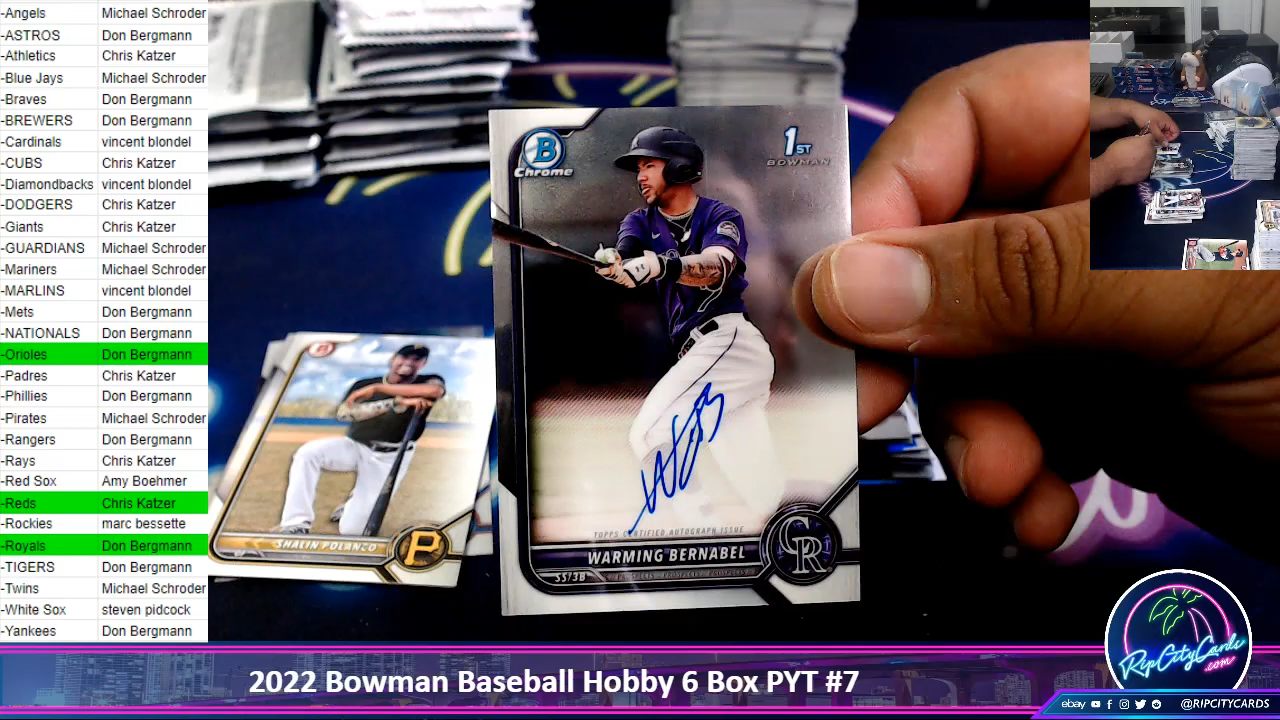 -Angels Michael Schroder
-ASTROS Don Bergmann
-Athletics Chris Katzer
-Blue Jays Michael Schroder
-Braves Don Bergmann
-BREWERS Don Bergmann
-Cardinals vincent blondel
-CUBS Chris Katzer
-Diamondbacks vincent blondel
-DODGERS Chris Katzer
-Giants Chris Katzer
-GUARDIANS Michael Schroder
-Mariners Michael Schroder
-MARLINS vincent blondel
-Mets Don Bergmann
-NATIONALS Don Bergmann
-Orioles Don Bergmann
-Padres Chris Katzer
-Phillies Don Bergmann
-Pirates Michael Schroder
-Rangers Don Bergmann
-Rays Chris Katzer
-Red Sox Amy Boehmer
-Reds Chris Katzer
-Rockies marc bessette
-Royals Don Bergmann
-TIGERS Don Bergmann
-Twins Michael Schroder
-White Sox steven pidcock
-Yankees Don Bergmann
B
Chrome
1ST
BOWMAN
TOPPS CERTIFIED AUTOGRAPH ISSUE
WARMING BERNABEL
SS/3B
PROSPECTS PROSPECTS PROSPECTS
CR
SHALIN POLANCO
OF
P
2022 Bowman Baseball Hobby 6 Box PYT #7
RipCityCards
.com
ebay @RIPCITYCARDS